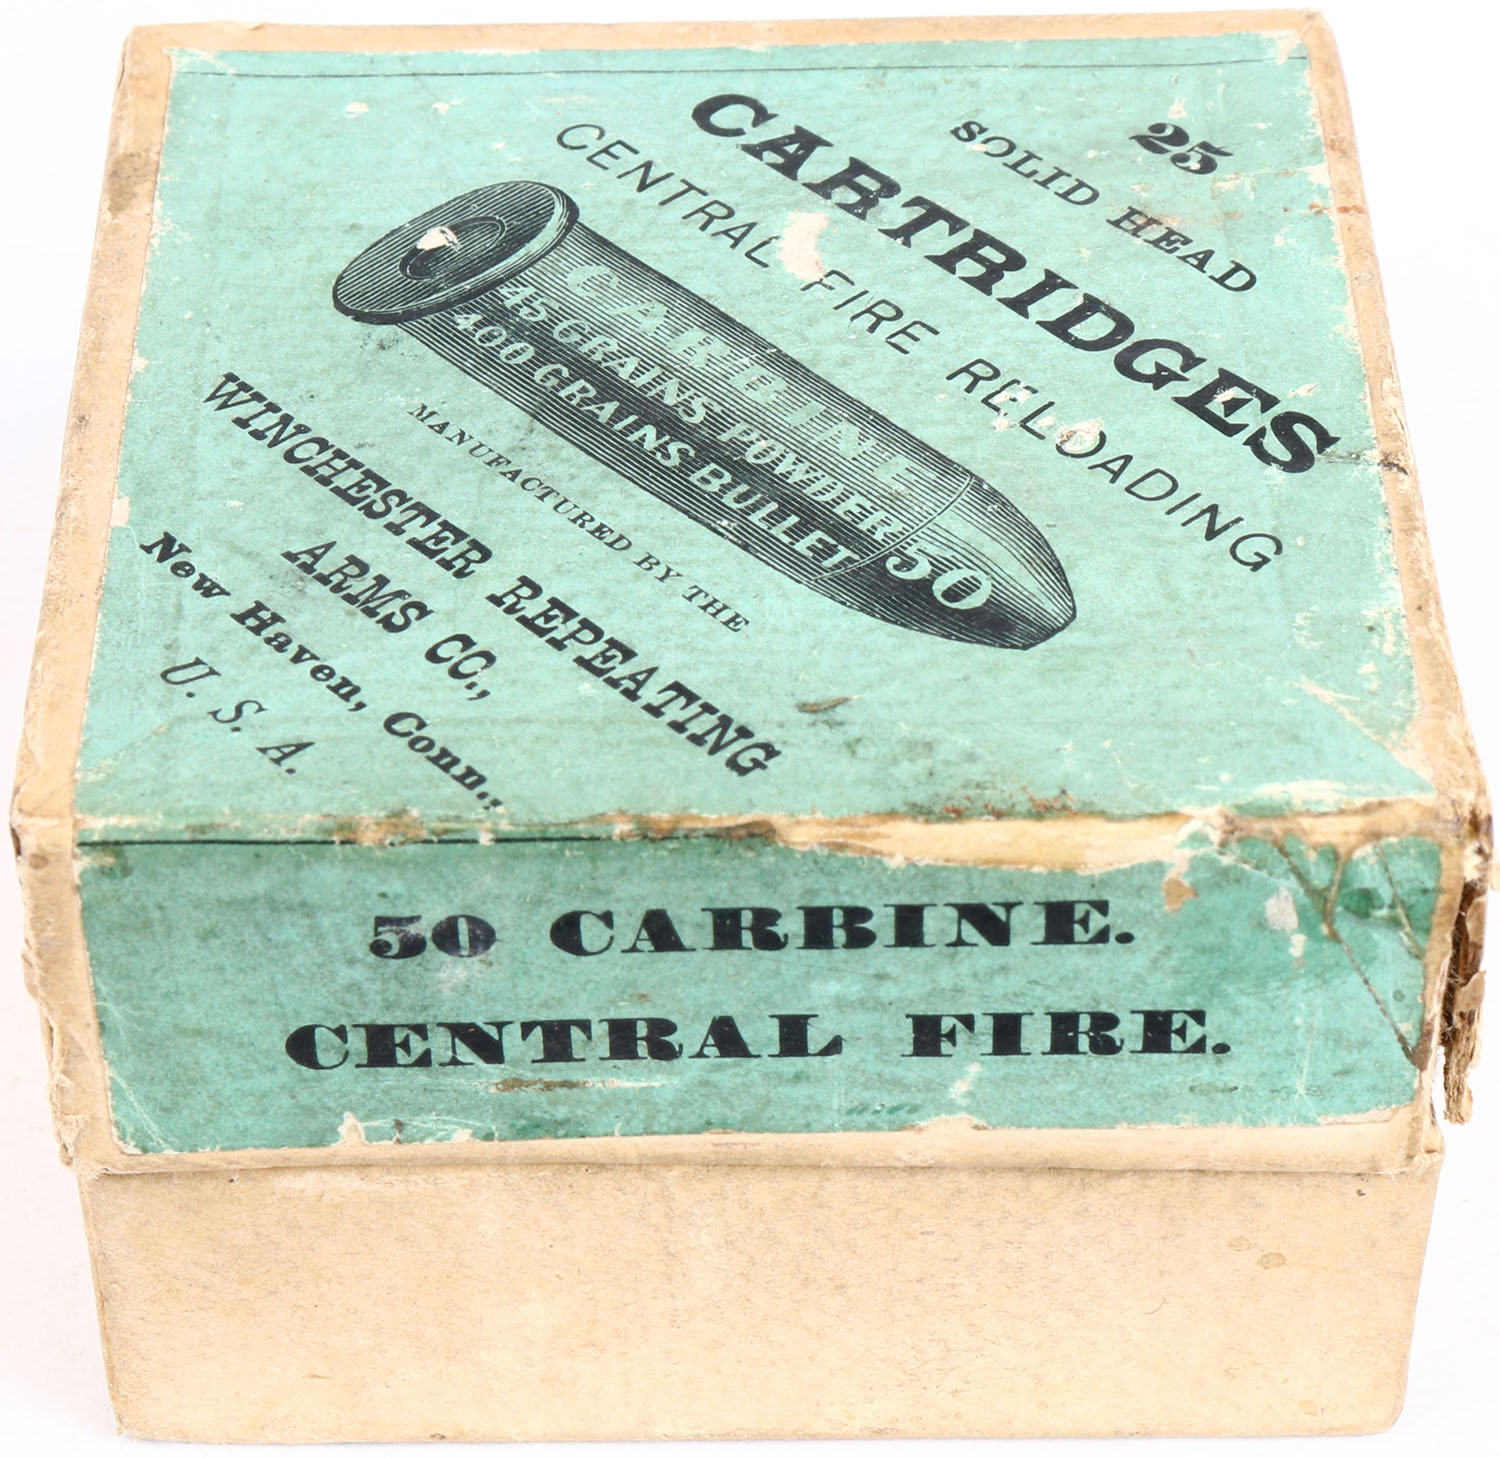 25
SOLID HEAD
CARTRIDGES
CENTRAL FIRE RELOADING
CARBINE 50
45 GRAINS POWDER
400 GRAINS BULLET
MANUFACTURED BY THE
WINCHESTER REPEATING
ARMS CO.,
New Haven, Conn.,
U. S. A.
50 CARBINE.
CENTRAL FIRE.